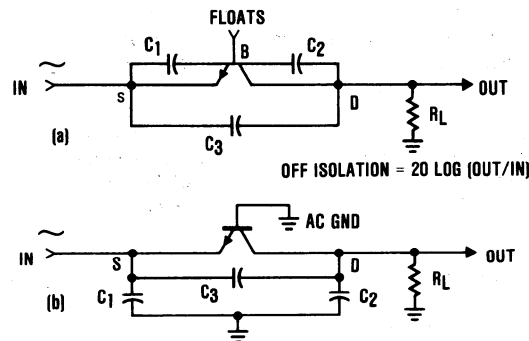 FLOATS
C1
B
C2
IN
S
D
OUT
RL
(a)
C3
OFF ISOLATION = 20 LOG (OUT/IN)
AC GND
IN
S
D
OUT
C3
RL
(b)
C1
C2